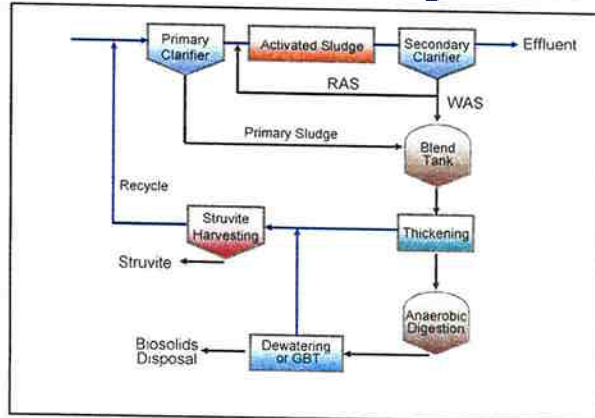 Primary
Clarifier
Activated Sludge
Secondary
Clarifier
Effluent
RAS
WAS
Primary Sludge
Blend
Tank
Recycle
Struvite
Harvesting
Thickening
Struvite
Anaerobic
Digestion
Biosolids
Disposal
Dewatering
or GBT